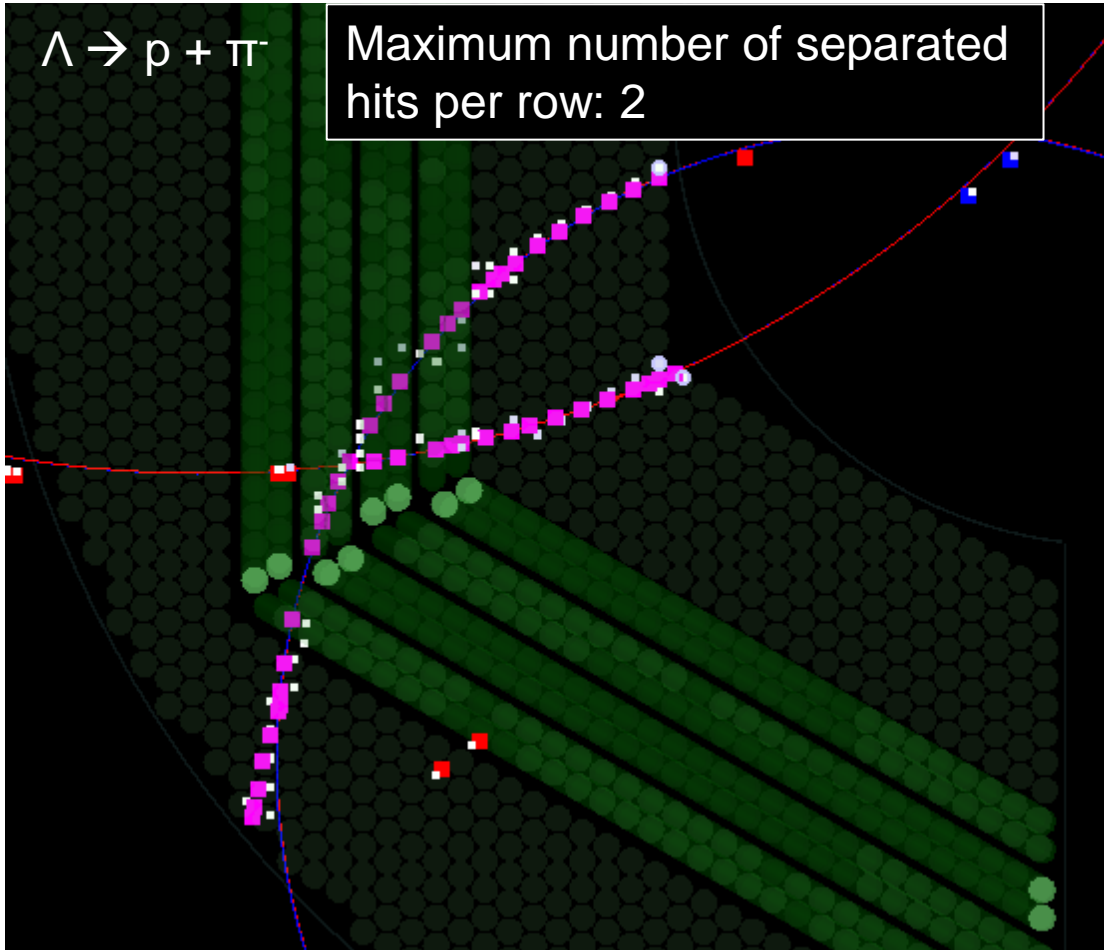 Λ → p + π⁻
Maximum number of separated
hits per row: 2